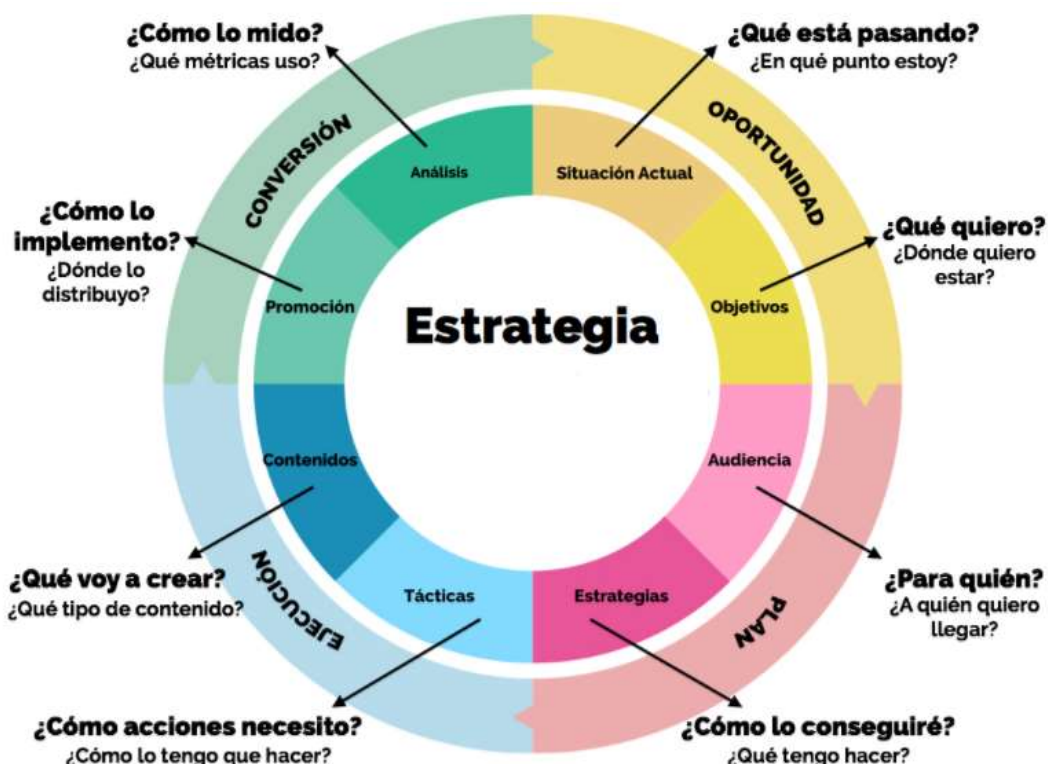 ¿Qué está pasando?
¿En qué punto estoy?
OPORTUNIDAD
Situación Actual
¿Qué quiero?
¿Dónde quiero
estar?
Objetivos
Audiencia
¿Para quién?
¿A quién quiero
llegar?
PLAN
Estrategias
¿Cómo lo conseguiré?
¿Qué tengo hacer?
Tácticas
¿Cómo acciones necesito?
¿Cómo lo tengo que hacer?
EJECUCIÓN
Contenidos
¿Qué voy a crear?
¿Qué tipo de contenido?
Promoción
¿Cómo lo
implemento?
¿Dónde lo
distribuyo?
CONVERSIÓN
Análisis
¿Cómo lo mido?
¿Qué métricas uso?
Estrategia